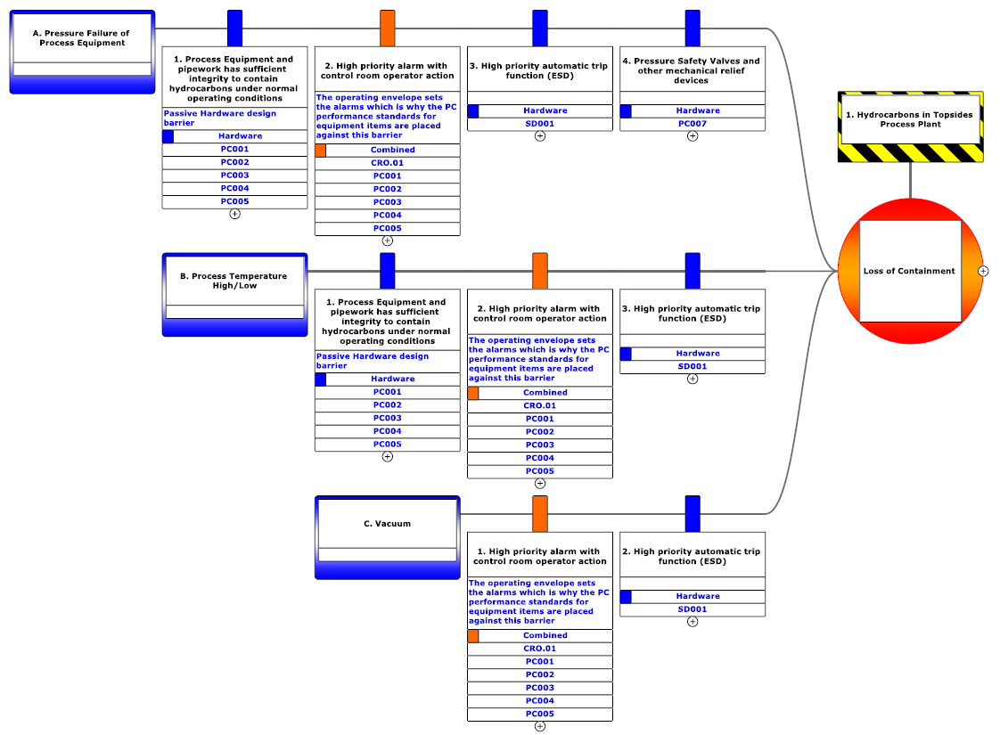 A. Pressure Failure of
Process Equipment
1. Process Equipment and
pipework has sufficient
integrity to contain
hydrocarbons under normal
operating conditions
Passive Hardware design
barrier
Hardware
PC001
PC002
PC003
PC004
PC005
2. High priority alarm with
control room operator action
The operating envelope sets
the alarms which is why the PC
performance standards for
equipment items are placed
against this barrier
Combined
CRO.01
PC001
PC002
PC003
PC004
PC005
3. High priority automatic trip
function (ESD)
Hardware
SD001
4. Pressure Safety Valves and
other mechanical relief
devices
Hardware
PC007
1. Hydrocarbons in Topsides
Process Plant
Loss of Containment
B. Process Temperature
High/Low
1. Process Equipment and
pipework has sufficient
integrity to contain
hydrocarbons under normal
operating conditions
Passive Hardware design
barrier
Hardware
PC001
PC002
PC003
PC004
PC005
2. High priority alarm with
control room operator action
The operating envelope sets
the alarms which is why the PC
performance standards for
equipment items are placed
against this barrier
Combined
CRO.01
PC001
PC002
PC003
PC004
PC005
3. High priority automatic trip
function (ESD)
Hardware
SD001
C. Vacuum
1. High priority alarm with
control room operator action
The operating envelope sets
the alarms which is why the PC
performance standards for
equipment items are placed
against this barrier
Combined
CRO.01
PC001
PC002
PC003
PC004
PC005
2. High priority automatic trip
function (ESD)
Hardware
SD001